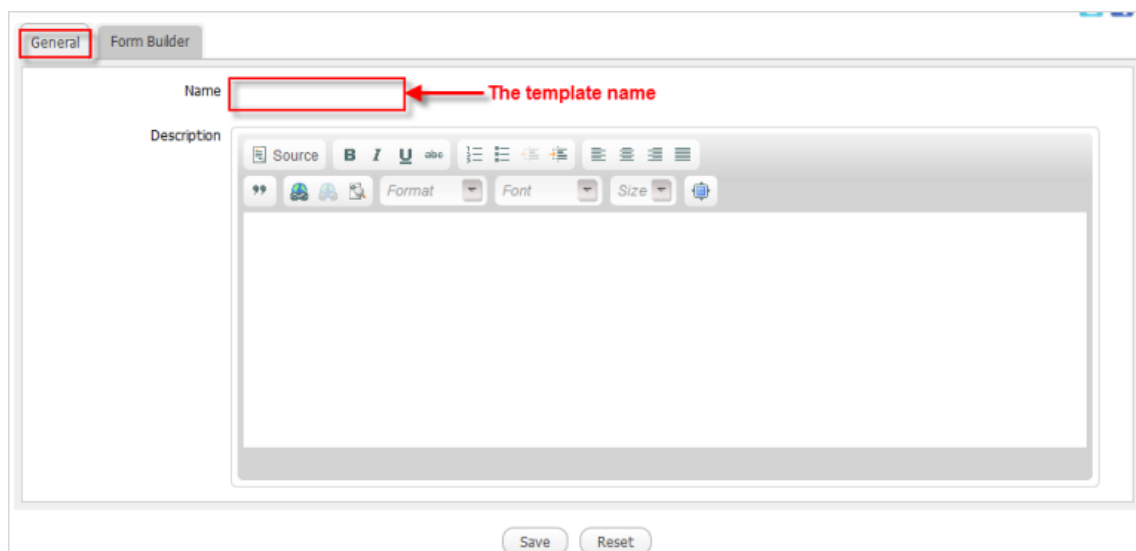 General Form Builder
Name The template name
Description
Source B I U abc
Format Font Size
Save Reset